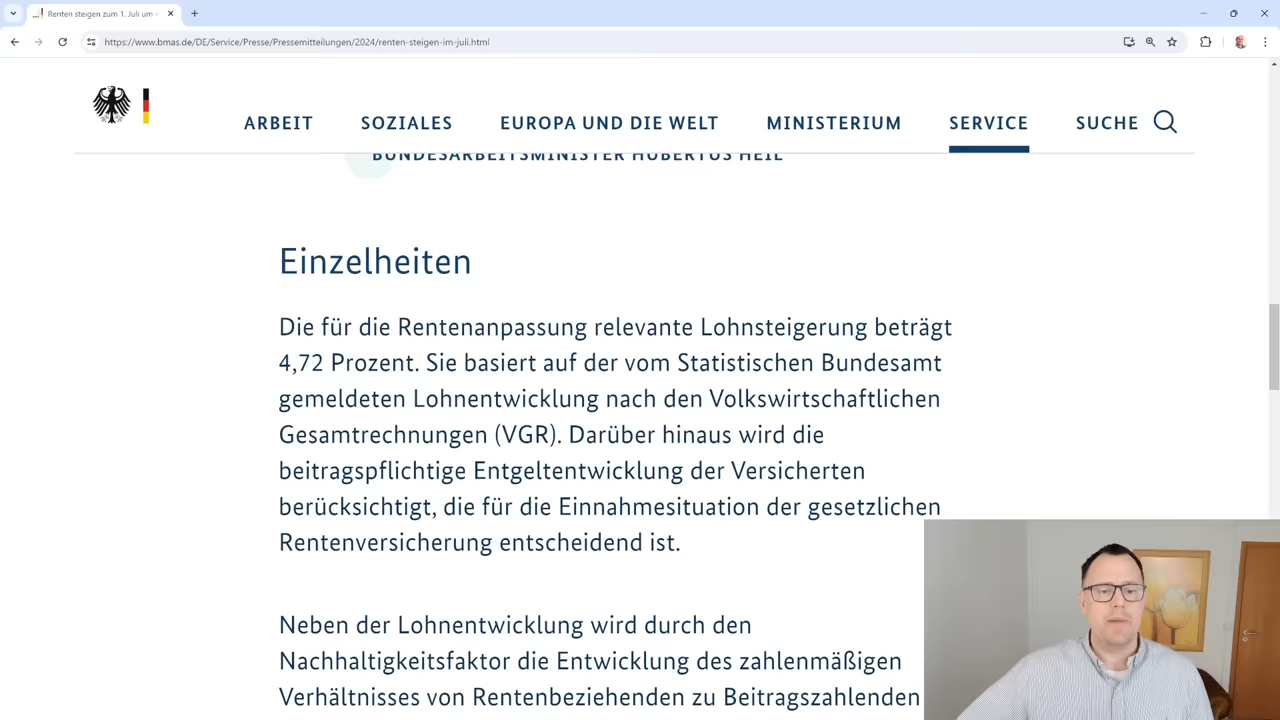 Renten steigen zum 1. Juli um
https://www.bmas.de/DE/Service/Presse/Pressemitteilungen/2024/renten-steigen-im-juli.html
ARBEIT SOZIALES EUROPA UND DIE WELT MINISTERIUM SERVICE SUCHE
BUNDESARBEITSMINISTER HUBERTUS HEIL
Einzelheiten
Die für die Rentenanpassung relevante Lohnsteigerung beträgt
4,72 Prozent. Sie basiert auf der vom Statistischen Bundesamt
gemeldeten Lohnentwicklung nach den Volkswirtschaftlichen
Gesamtrechnungen (VGR). Darüber hinaus wird die
beitragspflichtige Entgeltentwicklung der Versicherten
berücksichtigt, die für die Einnahmesituation der gesetzlichen
Rentenversicherung entscheidend ist.
Neben der Lohnentwicklung wird durch den
Nachhaltigkeitsfaktor die Entwicklung des zahlenmäßigen
Verhältnisses von Rentenbeziehenden zu Beitragszahlenden